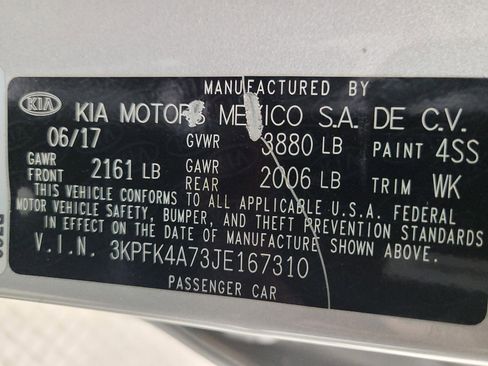 MANUFACTURED BY
KIA KIA MOTORS MEXICO S.A. DE C.V.
06/17 GVWR 3880 LB PAINT 4SS
GAWR FRONT 2161 LB GAWR REAR 2006 LB TRIM WK
THIS VEHICLE CONFORMS TO ALL APPLICABLE U.S.A. FEDERAL
MOTOR VEHICLE SAFETY, BUMPER, AND THEFT PREVENTION STANDARDS
IN EFFECT ON THE DATE OF MANUFACTURE SHOWN ABOVE.
V.I.N. 3KPFK4A73JE167310
PASSENGER CAR